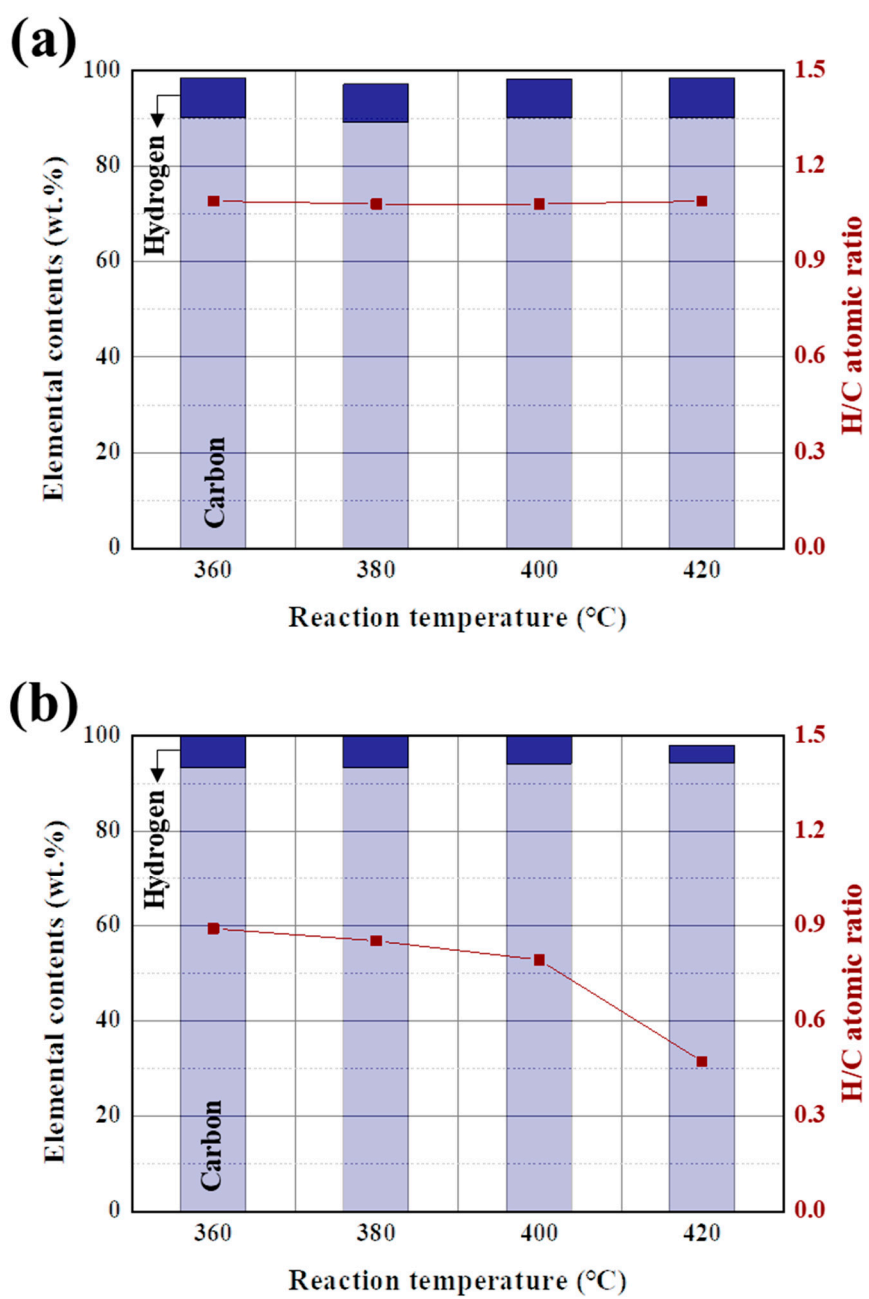 (a)
100
80
60
40
20
0
Elemental contents (wt.%)
Hydrogen
Carbon
1.5
1.2
0.9
0.6
0.3
0.0
H/C atomic ratio
360 380 400 420
Reaction temperature (°C)
(b)
100
80
60
40
20
0
Elemental contents (wt.%)
Hydrogen
Carbon
1.5
1.2
0.9
0.6
0.3
0.0
H/C atomic ratio
360 380 400 420
Reaction temperature (°C)